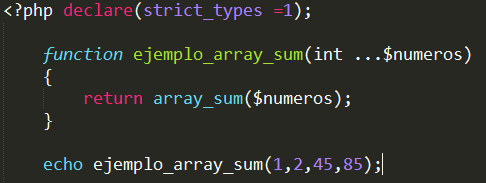 <?php declare(strict_types =1);
function ejemplo_array_sum(int ...$numeros)
{
return array_sum($numeros);
}
echo ejemplo_array_sum(1,2,45,85);